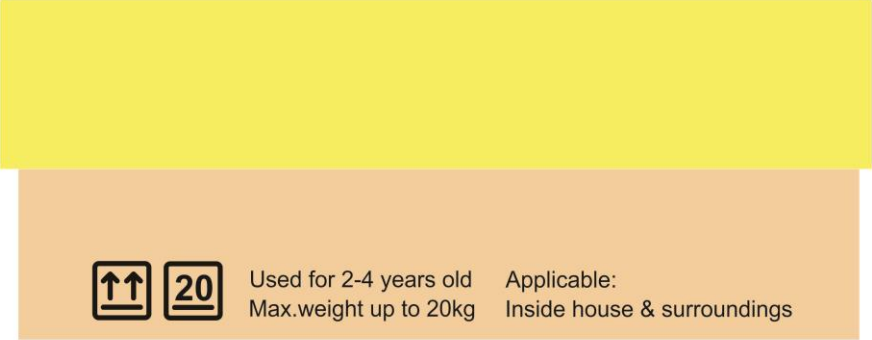 20
Used for 2-4 years old
Max.weight up to 20kg
Applicable:
Inside house & surroundings